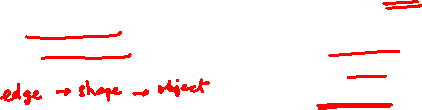 edge → shape → object